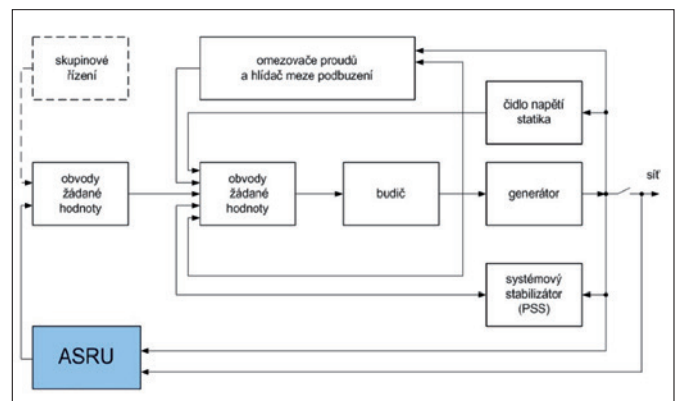 skupinové
řízení
omezovače proudů
a hlídač meze podbuzení
čidlo napětí
statika
obvody
žádané
hodnoty
obvody
žádané
hodnoty
budič
generátor
síť
systémový
stabilizátor
(PSS)
ASRU